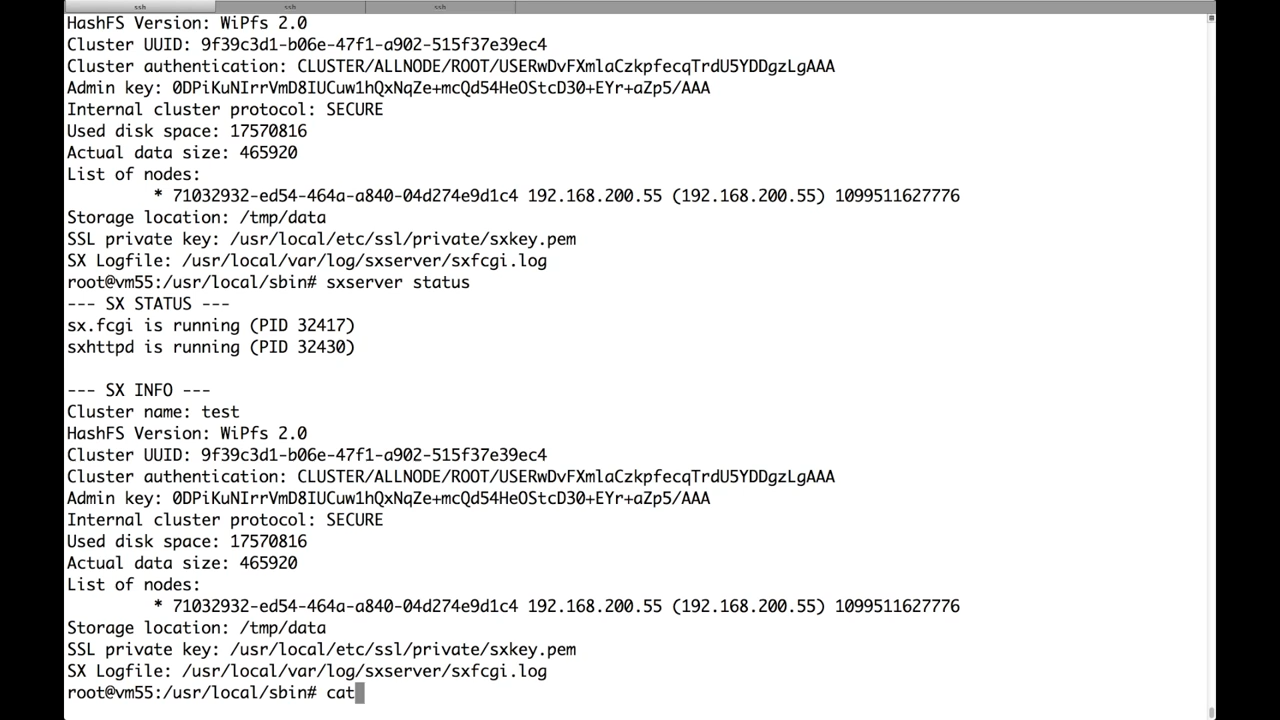 ssh ssh ssh
HashFS Version: WiPfs 2.0
Cluster UUID: 9f39c3d1-b06e-47f1-a902-515f37e39ec4
Cluster authentication: CLUSTER/ALLNODE/ROOT/USERwDvFXmlaCzkpfecqTrdU5YDDgzLgAAA
Admin key: 0DPiKuNIrrVmD8IUCuw1hQxNqZe+mcQd54HeOStcD30+EYr+aZp5/AAA
Internal cluster protocol: SECURE
Used disk space: 17570816
Actual data size: 465920
List of nodes:
* 71032932-ed54-464a-a840-04d274e9d1c4 192.168.200.55 (192.168.200.55) 1099511627776
Storage location: /tmp/data
SSL private key: /usr/local/etc/ssl/private/sxkey.pem
SX Logfile: /usr/local/var/log/sxserver/sxfcgi.log
root@vm55:/usr/local/sbin# sxserver status
--- SX STATUS ---
sx.fcgi is running (PID 32417)
sxhttpd is running (PID 32430)
--- SX INFO ---
Cluster name: test
HashFS Version: WiPfs 2.0
Cluster UUID: 9f39c3d1-b06e-47f1-a902-515f37e39ec4
Cluster authentication: CLUSTER/ALLNODE/ROOT/USERwDvFXmlaCzkpfecqTrdU5YDDgzLgAAA
Admin key: 0DPiKuNIrrVmD8IUCuw1hQxNqZe+mcQd54HeOStcD30+EYr+aZp5/AAA
Internal cluster protocol: SECURE
Used disk space: 17570816
Actual data size: 465920
List of nodes:
* 71032932-ed54-464a-a840-04d274e9d1c4 192.168.200.55 (192.168.200.55) 1099511627776
Storage location: /tmp/data
SSL private key: /usr/local/etc/ssl/private/sxkey.pem
SX Logfile: /usr/local/var/log/sxserver/sxfcgi.log
root@vm55:/usr/local/sbin# cat